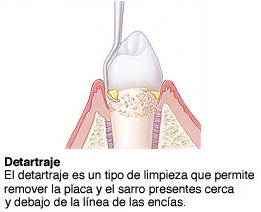 Detartraje
El detartraje es un tipo de limpieza que permite
remover la placa y el sarro presentes cerca
y debajo de la línea de las encías.